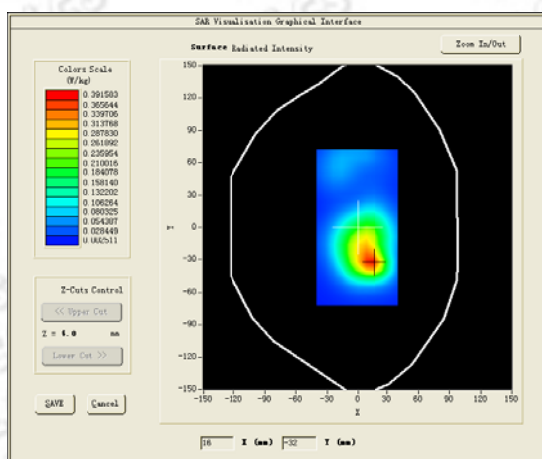 SAR Visualisation Graphical Interface
Surface Radiated Intensity
Zoom In/Out
Colors Scale
(W/kg)
0.391583
0.365644
0.339706
0.313768
0.287830
0.261892
0.235954
0.210016
0.184078
0.158140
0.132202
0.106264
0.080325
0.054387
0.028449
0.002511
150
120
90
60
30
0
-30
-60
-90
-120
-150
Y
-150 -120 -90 -60 -30 0 30 60 90 120 150
X
Z-Cuts Control
<< Upper Cut
Z = 4.0 mm
Lower Cut >>
SAVE
Cancel
16 X (mm) -32 Y (mm)